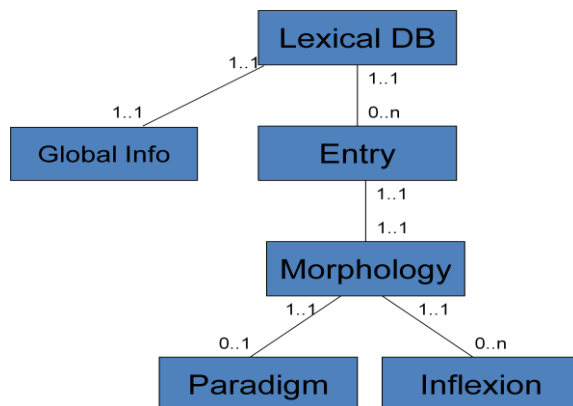 Lexical DB
1..1
1..1
1..1
0..n
Global Info
Entry
1..1
1..1
Morphology
1..1
1..1
0..1
0..n
Paradigm
Inflexion